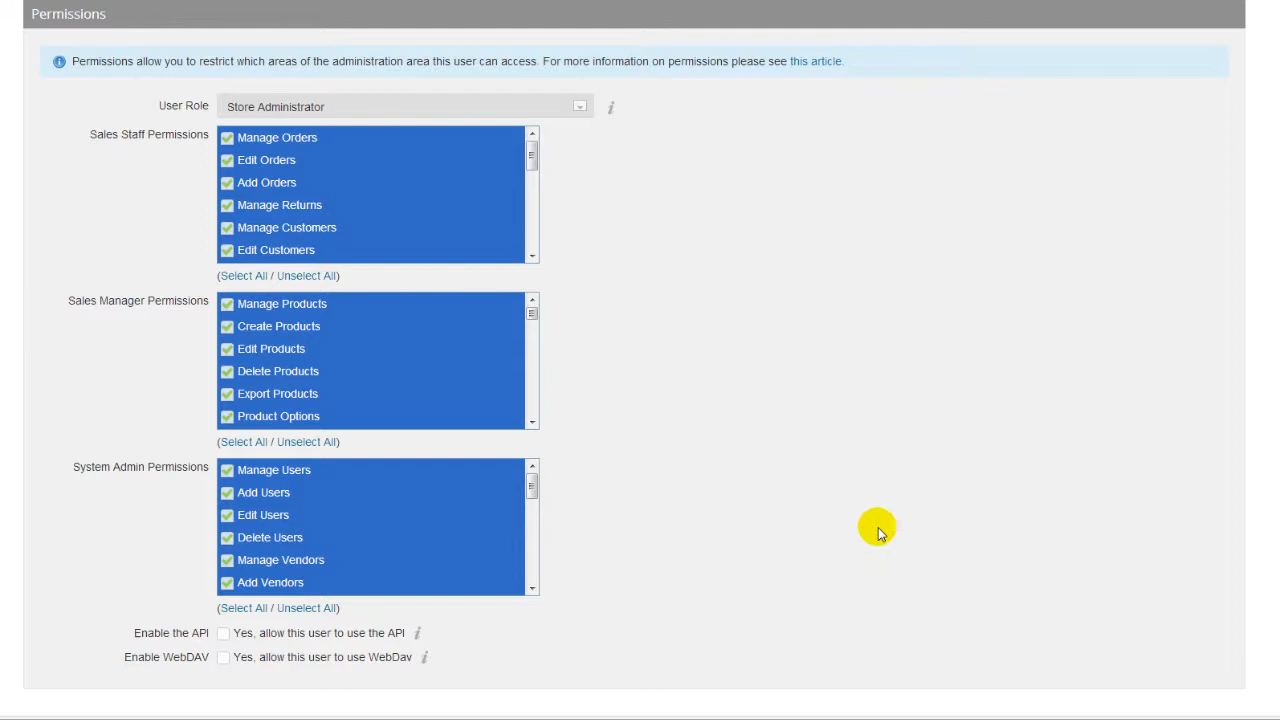 Permissions
Permissions allow you to restrict which areas of the administration area this user can access. For more information on permissions please see this article.
User Role Store Administrator
Sales Staff Permissions
Manage Orders
Edit Orders
Add Orders
Manage Returns
Manage Customers
Edit Customers
(Select All / Unselect All)
Sales Manager Permissions
Manage Products
Create Products
Edit Products
Delete Products
Export Products
Product Options
(Select All / Unselect All)
System Admin Permissions
Manage Users
Add Users
Edit Users
Delete Users
Manage Vendors
Add Vendors
(Select All / Unselect All)
Enable the API Yes, allow this user to use the API
Enable WebDAV Yes, allow this user to use WebDav